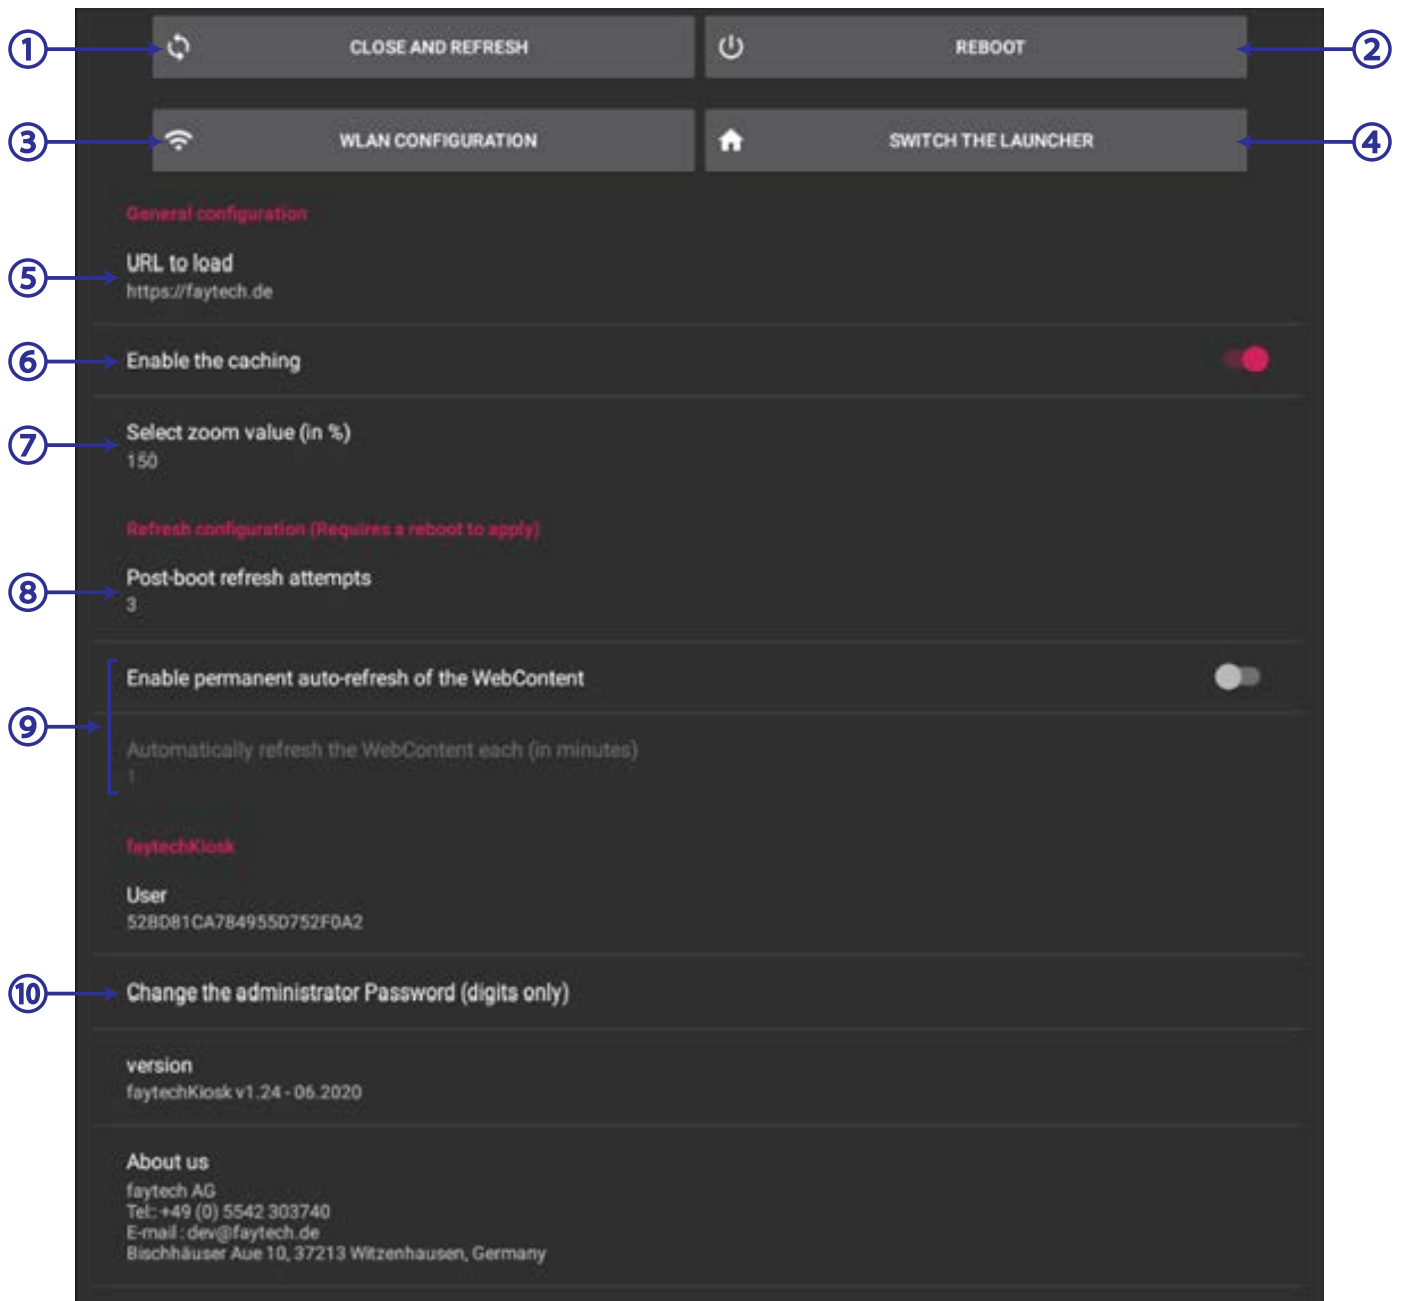 ① CLOSE AND REFRESH REBOOT ②
③ WLAN CONFIGURATION SWITCH THE LAUNCHER ④
General configuration
⑤ URL to load
https://faytech.de
⑥ Enable the caching
⑦ Select zoom value (in %)
150
Refresh configuration (Requires a reboot to apply)
⑧ Post-boot refresh attempts
3
Enable permanent auto-refresh of the WebContent
⑨
Automatically refresh the WebContent each (in minutes)
1
faytechKiosk
User
52BD81CA784955D752F0A2
⑩ Change the administrator Password (digits only)
version
faytechKiosk v1.24 - 06.2020
About us
faytech AG
Tel: +49 (0) 5542 303740
E-mail : dev@faytech.de
Bischhäuser Aue 10, 37213 Witzenhausen, Germany